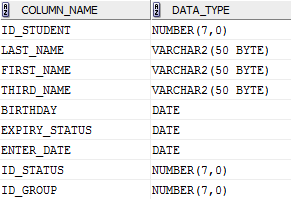 COLUMN_NAME DATA_TYPE
ID_STUDENT NUMBER(7,0)
LAST_NAME VARCHAR2(50 BYTE)
FIRST_NAME VARCHAR2(50 BYTE)
THIRD_NAME VARCHAR2(50 BYTE)
BIRTHDAY DATE
EXPIRY_STATUS DATE
ENTER_DATE DATE
ID_STATUS NUMBER(7,0)
ID_GROUP NUMBER(7,0)